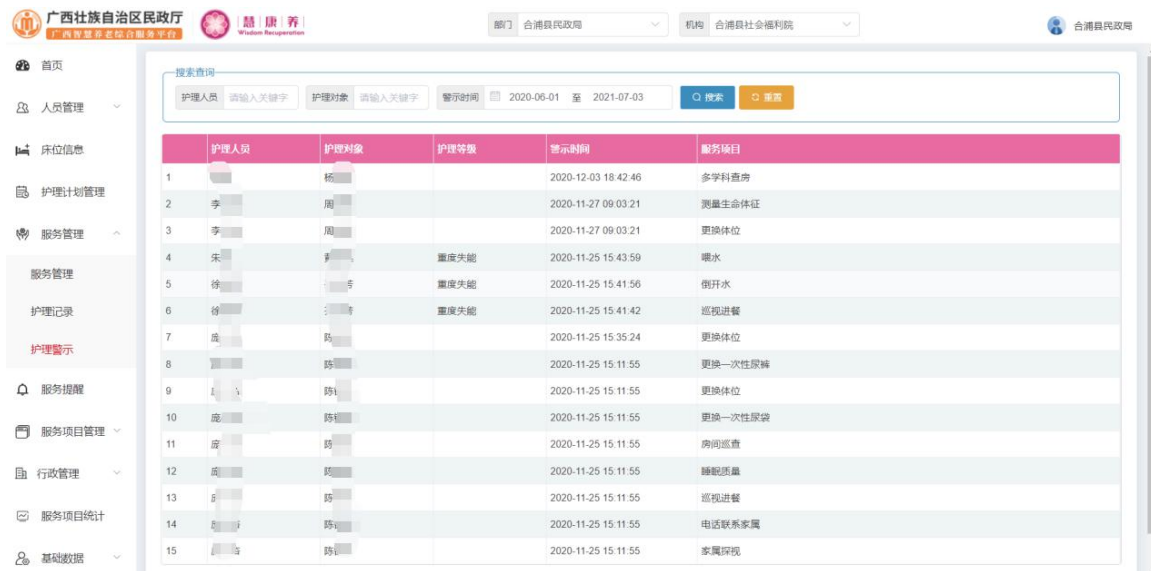 广西壮族自治区民政厅
广西智慧养老综合服务平台
慧 康 养
Wisdom Recuperation
部门 合浦县民政局
机构 合浦县社会福利院
合浦县民政局
首页
人员管理
床位信息
护理计划管理
服务管理
服务管理
护理记录
护理警示
服务提醒
服务项目管理
行政管理
服务项目统计
基础数据
搜索查询
护理人员 请输入关键字 护理对象 请输入关键字 警示时间 2020-06-01 至 2021-07-03 搜索 重置
护理人员 护理对象 护理等级 警示时间 服务项目
1 杨 2020-12-03 18:42:46 多学科查房
2 李 周 2020-11-27 09:03:21 测量生命体征
3 李 周 2020-11-27 09:03:21 更换体位
4 朱 重度失能 2020-11-25 15:43:59 喂水
5 徐 重度失能 2020-11-25 15:41:56 倒开水
6 徐 重度失能 2020-11-25 15:41:42 巡视进餐
7 庞 陈 2020-11-25 15:35:24 更换体位
8 陈 2020-11-25 15:11:55 更换一次性尿裤
9 陈 2020-11-25 15:11:55 更换体位
10 庞 陈 2020-11-25 15:11:55 更换一次性尿袋
11 庞 陈 2020-11-25 15:11:55 房间巡查
12 庞 陈 2020-11-25 15:11:55 睡眠质量
13 陈 2020-11-25 15:11:55 巡视进餐
14 陈 2020-11-25 15:11:55 电话联系家属
15 陈 2020-11-25 15:11:55 家属探视